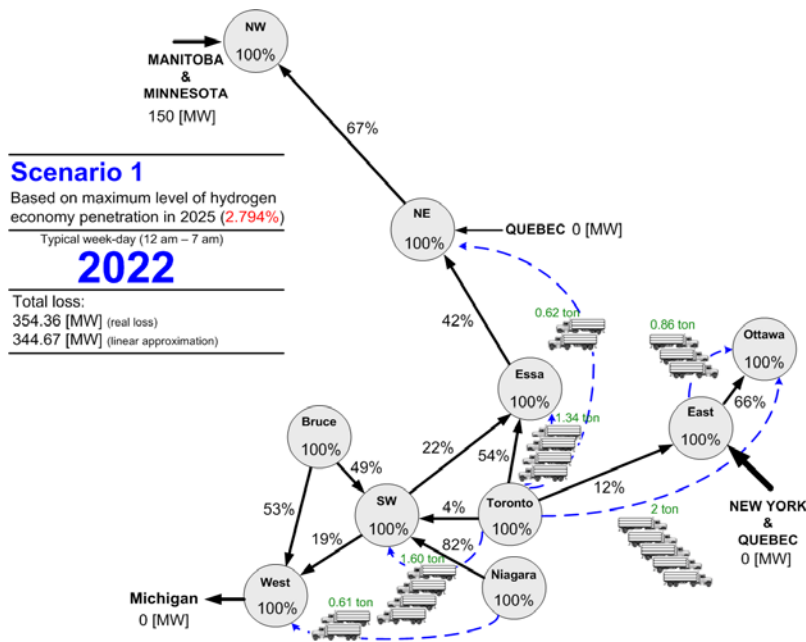 NW
100%
MANITOBA
&
MINNESOTA
150 [MW]
67%
Scenario 1
Based on maximum level of hydrogen
economy penetration in 2025 (2.794%)
Typical week-day (12 am – 7 am)
2022
Total loss:
354.36 [MW] (real loss)
344.67 [MW] (linear approximation)
NE
100%
QUEBEC 0 [MW]
42%
0.62 ton
0.86 ton
Ottawa
100%
Essa
100%
66%
East
100%
1.34 ton
Bruce
100%
22%
54%
49%
12%
SW
100%
4%
Toronto
100%
NEW YORK
&
QUEBEC
0 [MW]
2 ton
53%
19%
82%
1.60 ton
West
100%
Niagara
100%
0.61 ton
Michigan
0 [MW]